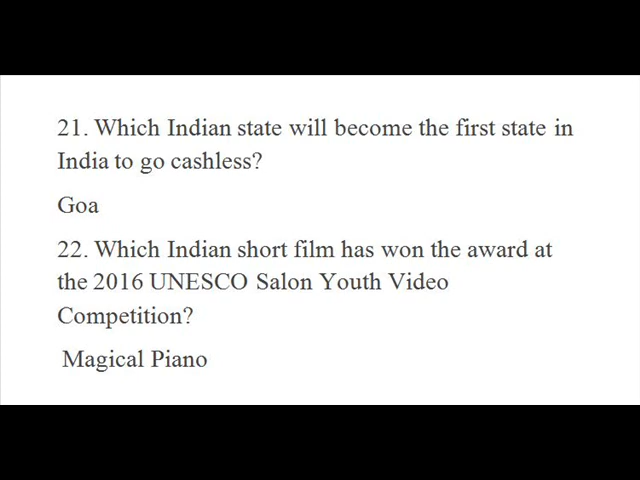 21. Which Indian state will become the first state in
India to go cashless?
Goa
22. Which Indian short film has won the award at
the 2016 UNESCO Salon Youth Video
Competition?
Magical Piano